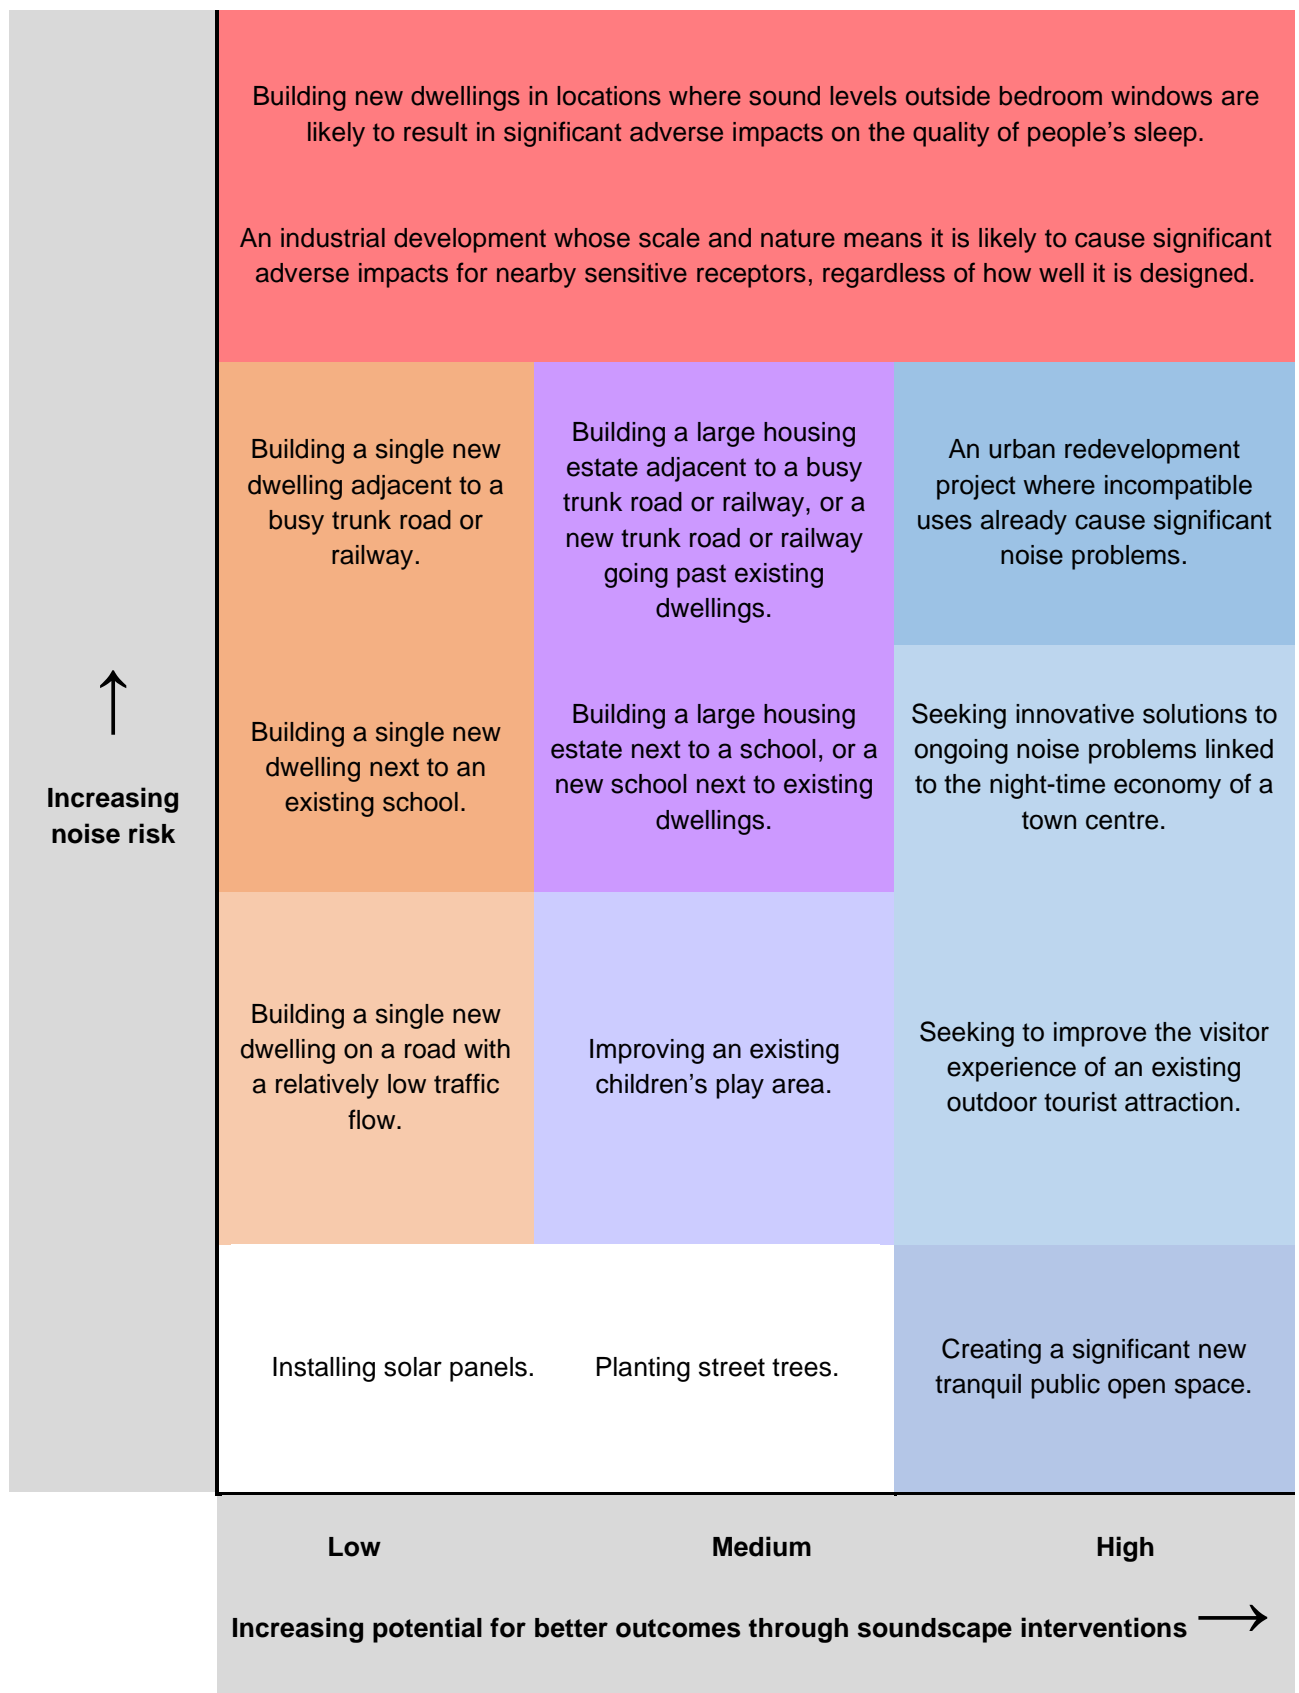 Building new dwellings in locations where sound levels outside bedroom windows are
likely to result in significant adverse impacts on the quality of people’s sleep.
An industrial development whose scale and nature means it is likely to cause significant
adverse impacts for nearby sensitive receptors, regardless of how well it is designed.
Building a single new
dwelling adjacent to a
busy trunk road or
railway.
Building a large housing
estate adjacent to a busy
trunk road or railway, or a
new trunk road or railway
going past existing
dwellings.
An urban redevelopment
project where incompatible
uses already cause significant
noise problems.
↑
Increasing
noise risk
Building a single new
dwelling next to an
existing school.
Building a large housing
estate next to a school, or a
new school next to existing
dwellings.
Seeking innovative solutions to
ongoing noise problems linked
to the night-time economy of a
town centre.
Building a single new
dwelling on a road with
a relatively low traffic
flow.
Improving an existing
children’s play area.
Seeking to improve the visitor
experience of an existing
outdoor tourist attraction.
Installing solar panels.
Planting street trees.
Creating a significant new
tranquil public open space.
Low
Medium
High
Increasing potential for better outcomes through soundscape interventions →